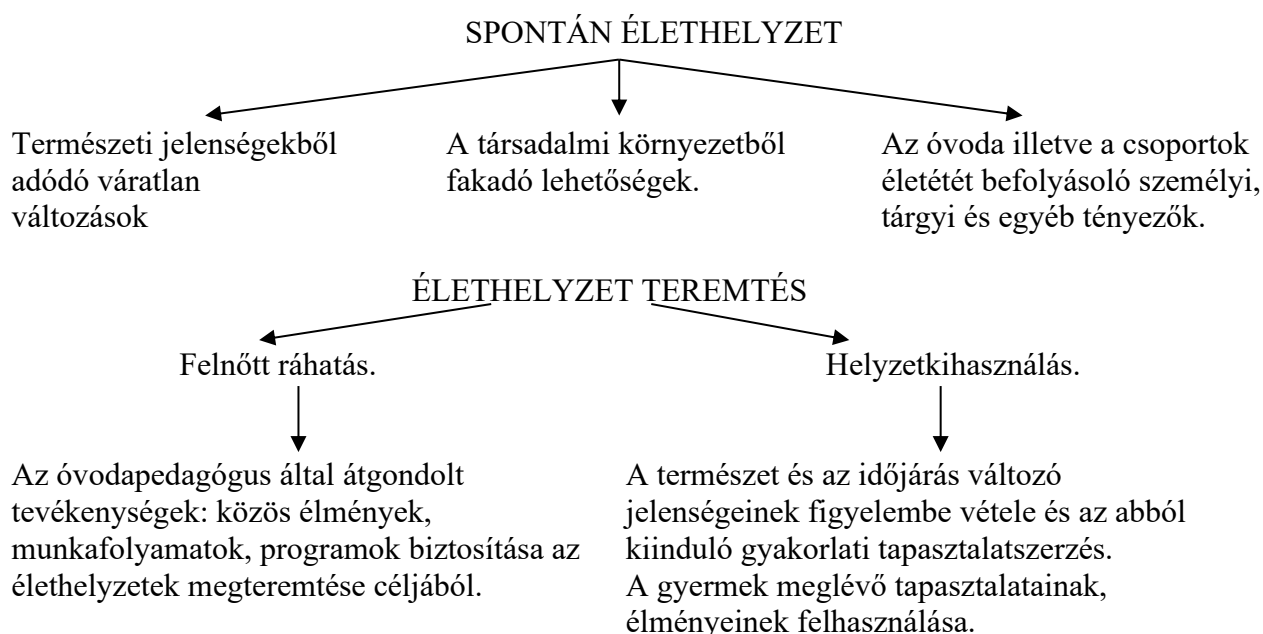 SPONTÁN ÉLETHELYZET
Természeti jelenségekből
adódó váratlan
változások
A társadalmi környezetből
fakadó lehetőségek.
Az óvoda illetve a csoportok
életétét befolyásoló személyi,
tárgyi és egyéb tényezők.
ÉLETHELYZET TEREMTÉS
Felnőtt ráhatás.
Helyzetkihasználás.
Az óvodapedagógus által átgondolt
tevékenységek: közös élmények,
munkafolyamatok, programok biztosítása az
élethelyzetek megteremtése céljából.
A természet és az időjárás változó
jelenségeinek figyelembe vétele és az abból
kiinduló gyakorlati tapasztalatszerzés.
A gyermek meglévő tapasztalatainak,
élményeinek felhasználása.